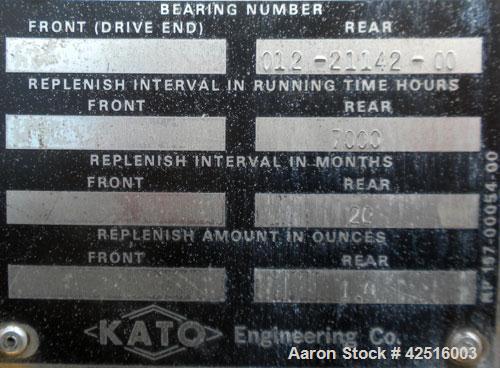 BEARING NUMBER
FRONT (DRIVE END) REAR
012-21142-00
REPLENISH INTERVAL IN RUNNING TIME HOURS
FRONT REAR
7000
REPLENISH INTERVAL IN MONTHS
FRONT REAR
20
REPLENISH AMOUNT IN OUNCES
FRONT REAR
KATO Engineering Co
Aaron Stock # 42516003